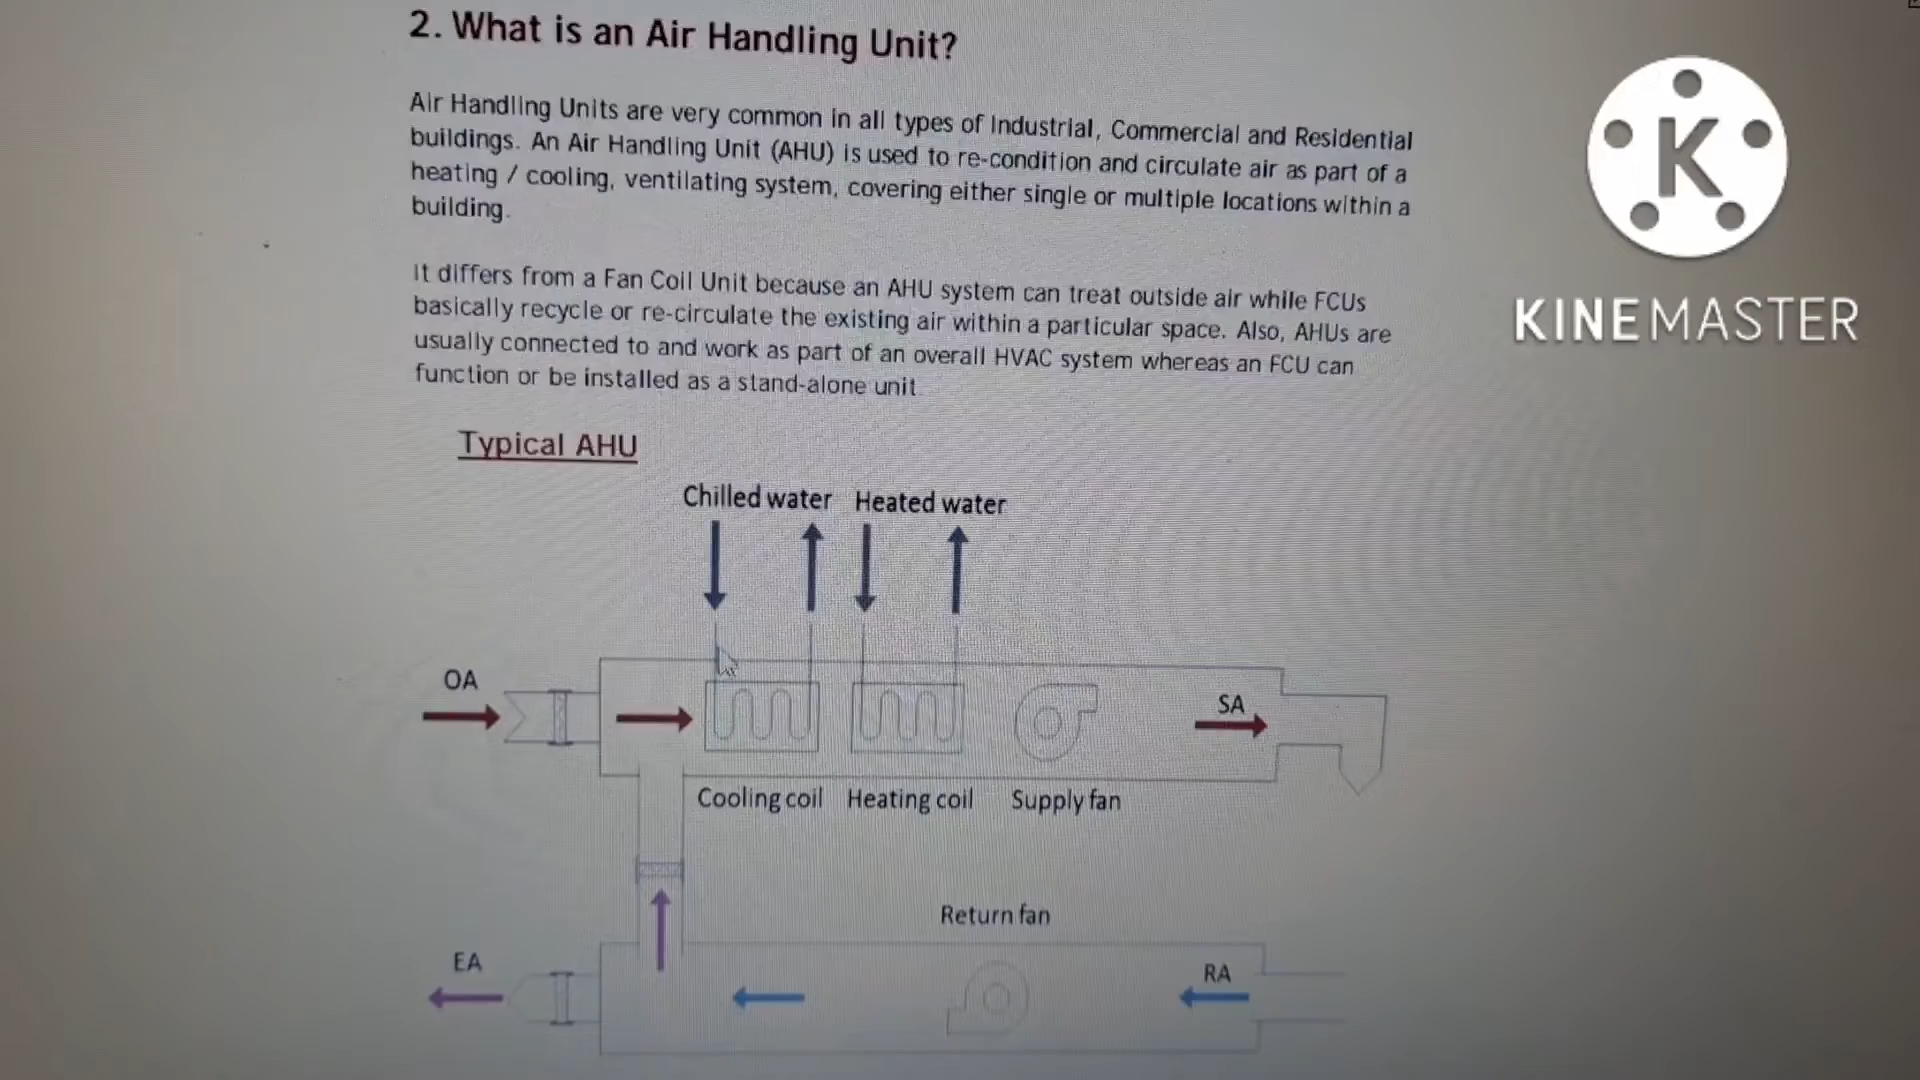 2. What is an Air Handling Unit?
Air Handling Units are very common in all types of Industrial, Commercial and Residential
buildings. An Air Handling Unit (AHU) is used to re-condition and circulate air as part of a
heating / cooling, ventilating system, covering either single or multiple locations within a
building.
It differs from a Fan Coil Unit because an AHU system can treat outside air while FCUs
basically recycle or re-circulate the existing air within a particular space. Also, AHUs are
usually connected to and work as part of an overall HVAC system whereas an FCU can
function or be installed as a stand-alone unit.
K
KINEMASTER
Typical AHU
Chilled water Heated water
OA
SA
Cooling coil Heating coil Supply fan
Return fan
EA
RA